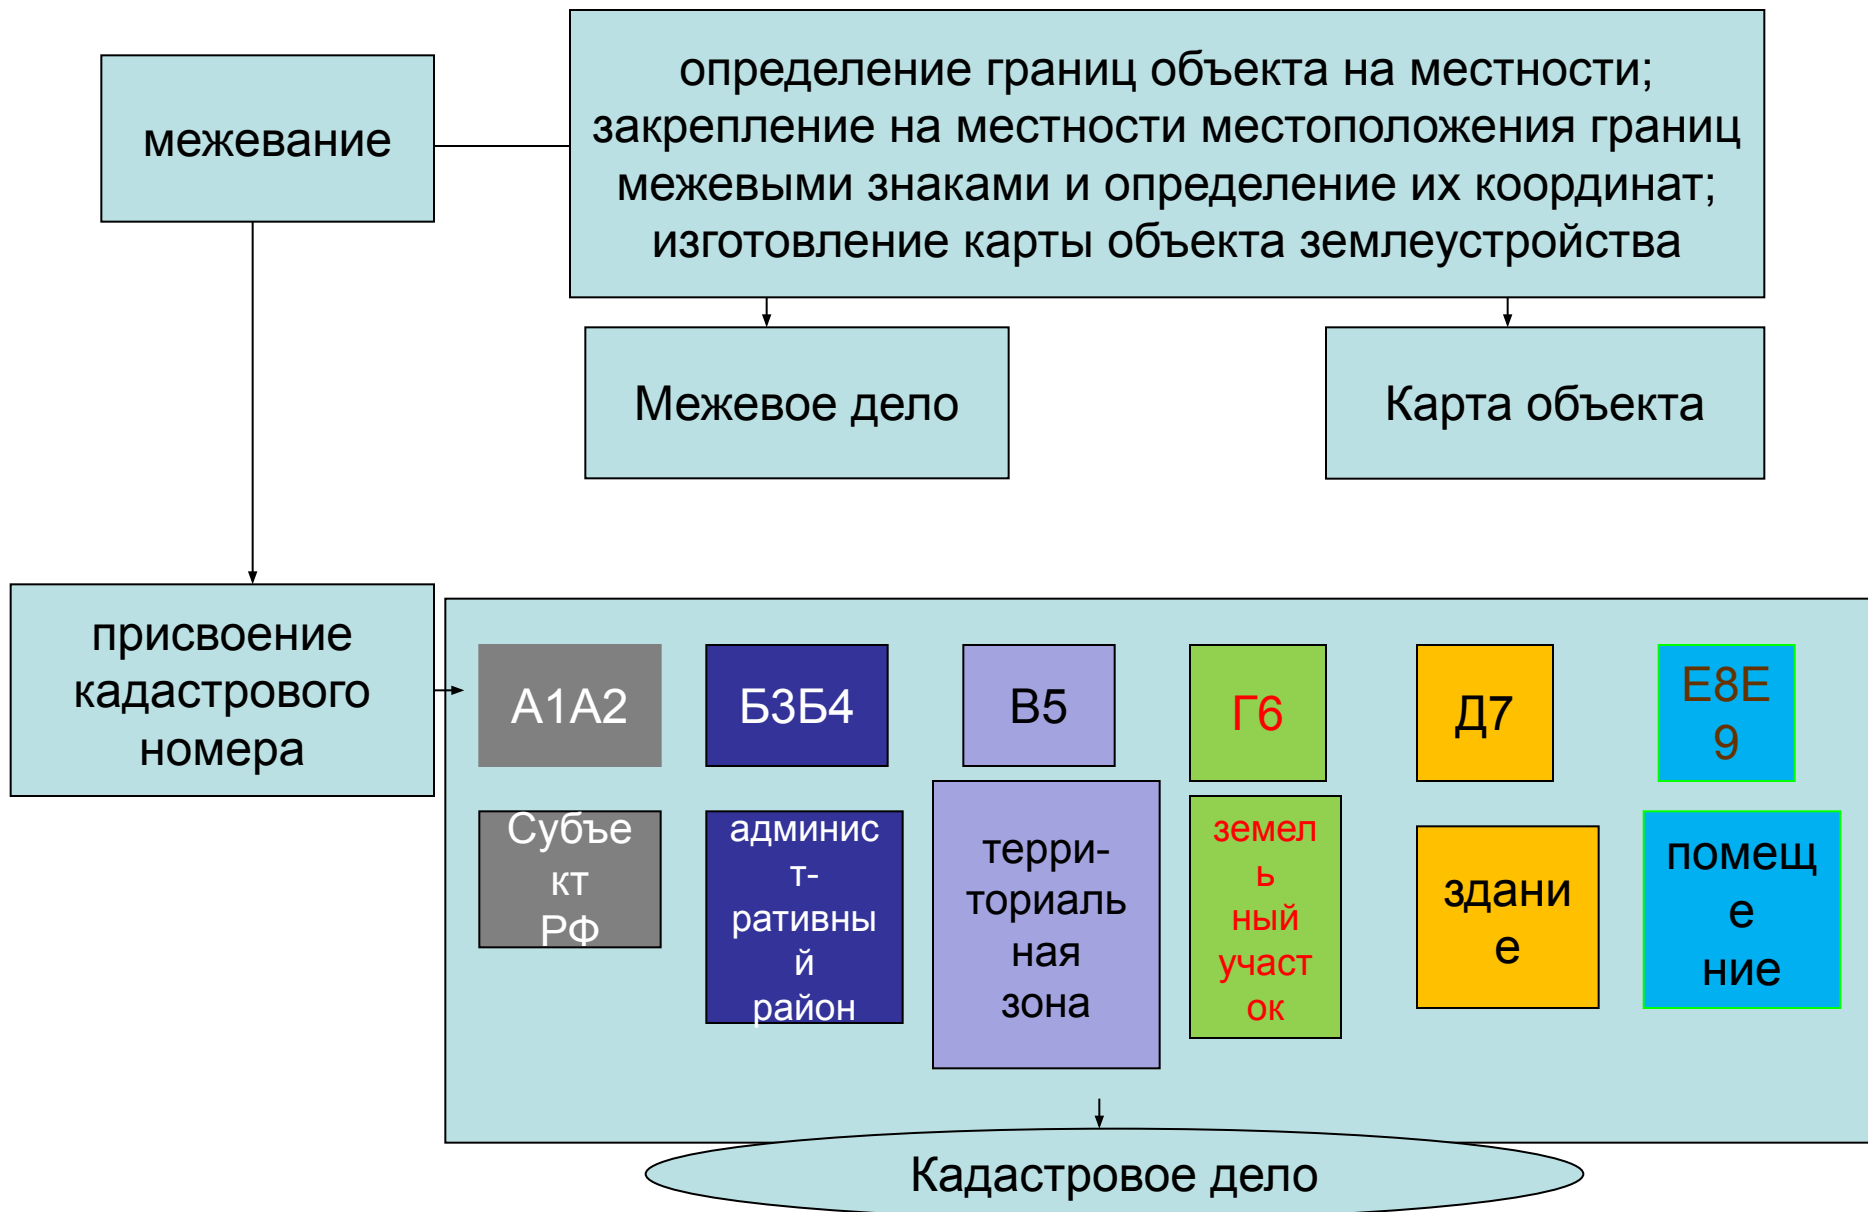 межевание
определение границ объекта на местности;
закрепление на местности местоположения границ
межевыми знаками и определение их координат;
изготовление карты объекта землеустройства
Межевое дело
Карта объекта
присвоение
кадастрового
номера
А1А2
Б3Б4
В5
Г6
Д7
Е8Е
9
Субъе
кт
РФ
админис
т-
ративны
й
район
терри-
ториаль
ная
зона
земел
ь
ный
участ
ок
здани
е
помещ
е
ние
Кадастровое дело